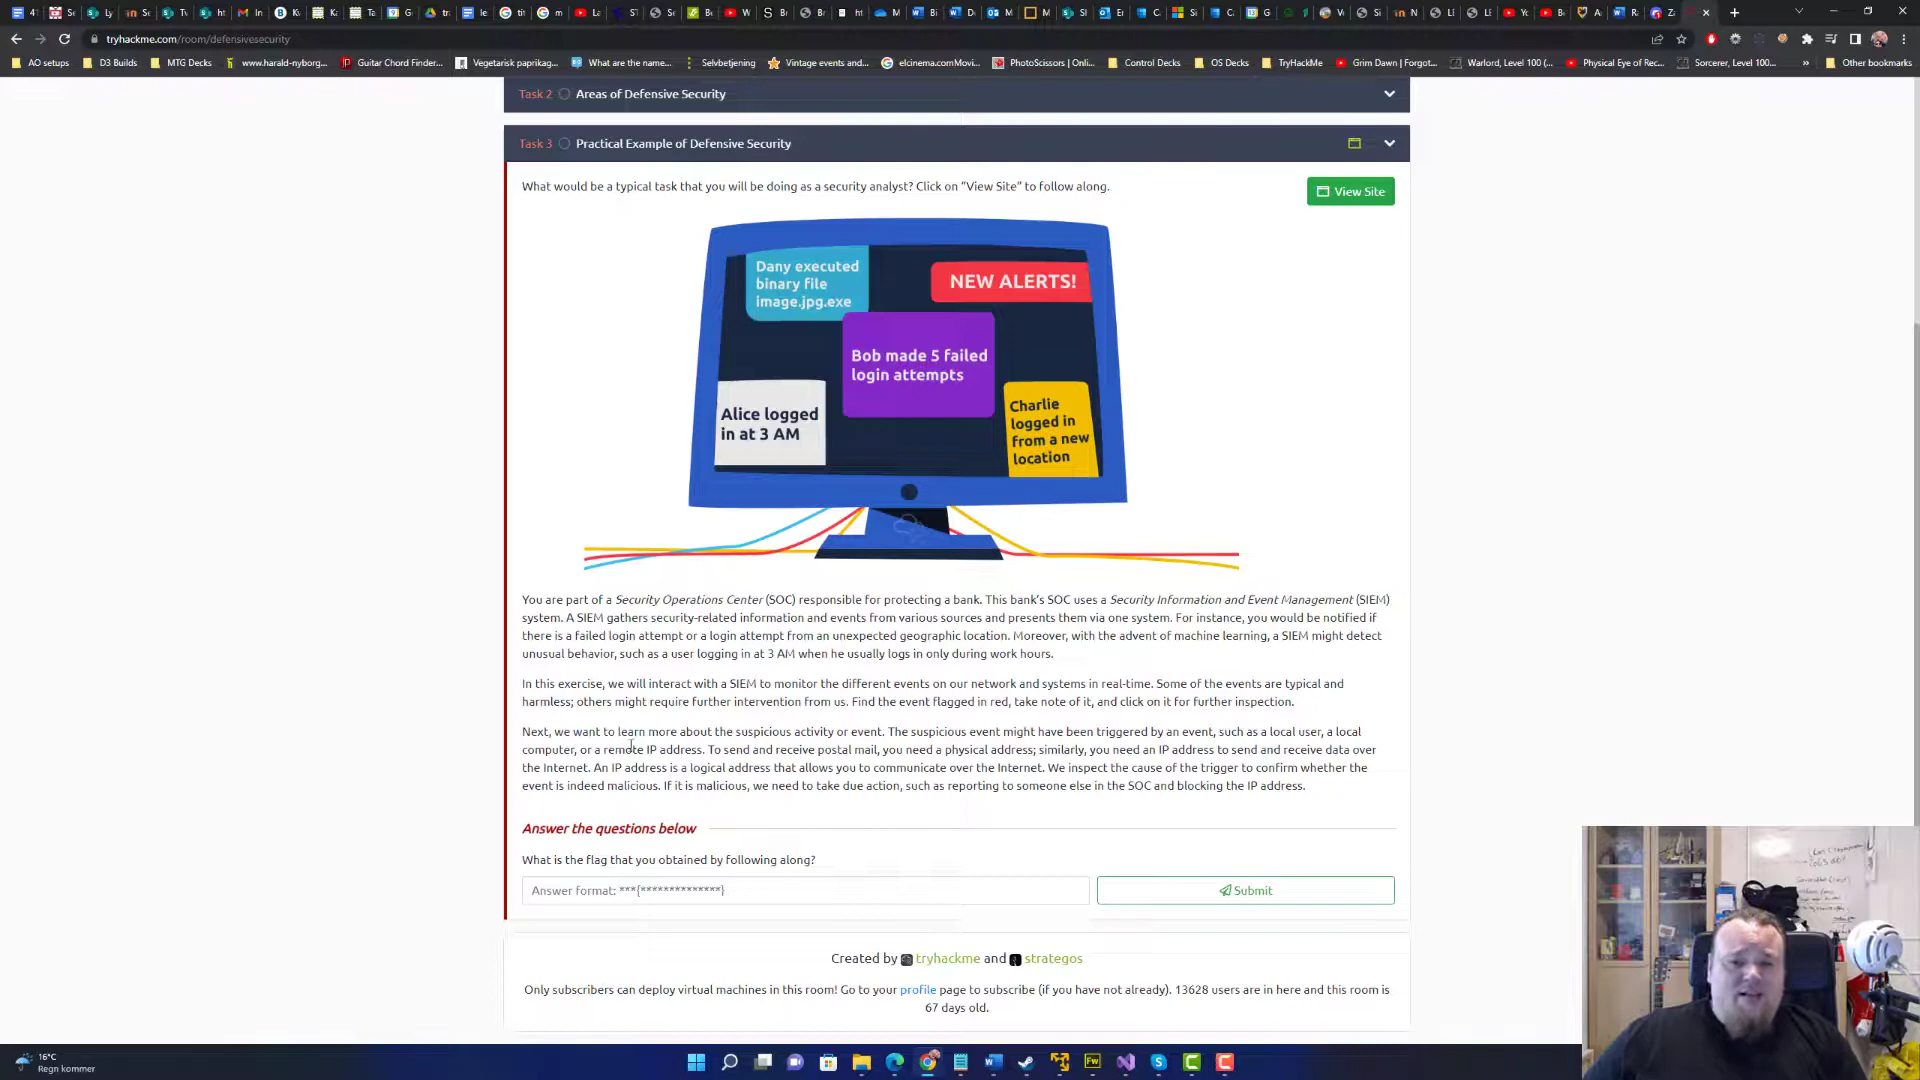 tryhackme.com/room/defensivesecurity
AO setups
D3 Builds
MTG Decks
www.harald-nyborg...
Guitar Chord Finder...
Vegetarisk paprikag...
What are the name...
Selvbetjening
Vintage events and...
elcinema.comMovi...
PhotoScissors | Onli...
Control Decks
OS Decks
TryHackMe
Grim Dawn | Forgot...
Warlord, Level 100 (...
Physical Eye of Rec...
Sorcerer, Level 100...
Other bookmarks
Task 2 Areas of Defensive Security
Task 3 Practical Example of Defensive Security
What would be a typical task that you will be doing as a security analyst? Click on “View Site” to follow along.
View Site
Dany executed
binary file
image.jpg.exe
NEW ALERTS!
Bob made 5 failed
login attempts
Alice logged
in at 3 AM
Charlie
logged in
from a new
location
You are part of a Security Operations Center (SOC) responsible for protecting a bank. This bank’s SOC uses a Security Information and Event Management (SIEM)
system. A SIEM gathers security-related information and events from various sources and presents them via one system. For instance, you would be notified if
there is a failed login attempt or a login attempt from an unexpected geographic location. Moreover, with the advent of machine learning, a SIEM might detect
unusual behavior, such as a user logging in at 3 AM when he usually logs in only during work hours.
In this exercise, we will interact with a SIEM to monitor the different events on our network and systems in real-time. Some of the events are typical and
harmless; others might require further intervention from us. Find the event flagged in red, take note of it, and click on it for further inspection.
Next, we want to learn more about the suspicious activity or event. The suspicious event might have been triggered by an event, such as a local user, a local
computer, or a remote IP address. To send and receive postal mail, you need a physical address; similarly, you need an IP address to send and receive data over
the Internet. An IP address is a logical address that allows you to communicate over the Internet. We inspect the cause of the trigger to confirm whether the
event is indeed malicious. If it is malicious, we need to take due action, such as reporting to someone else in the SOC and blocking the IP address.
Answer the questions below
What is the flag that you obtained by following along?
Answer format: ***{**************}
Submit
Created by tryhackme and strategos
Only subscribers can deploy virtual machines in this room! Go to your profile page to subscribe (if you have not already). 13628 users are in here and this room is
67 days old.
16°C
Regn kommer